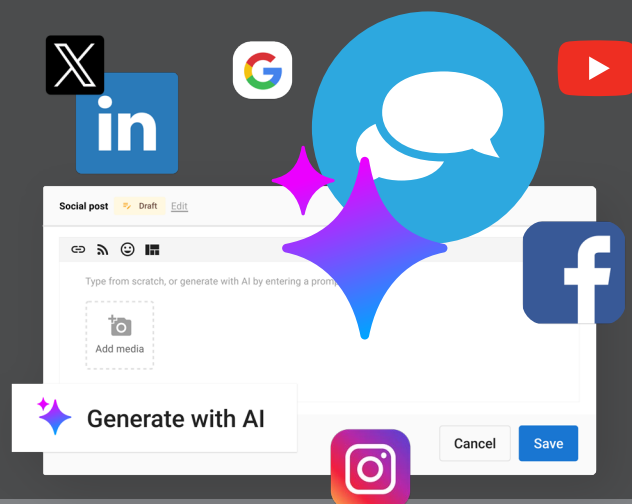 in
Social post Draft Edit
Type from scratch, or generate with AI by entering a
Add media
Generate with AI
Cancel Save